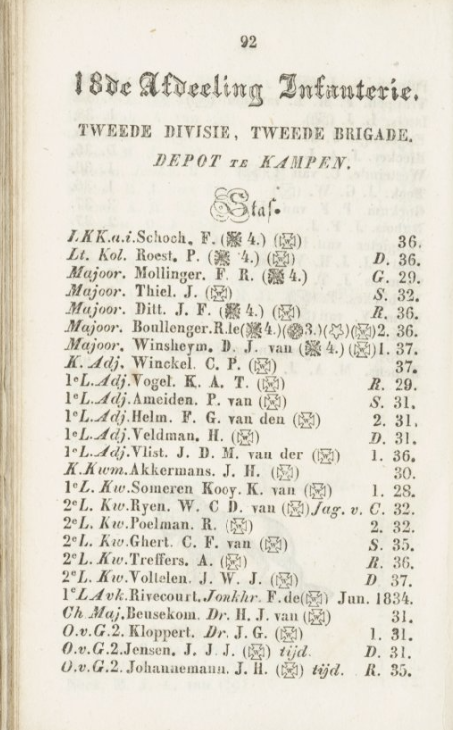 92
18de Afdeeling Infanterie.
TWEEDE DIVISIE, TWEEDE BRIGADE.
DEPOT TE KAMPEN.
Staf.
LKK.a.i.Schoch. F. ( 4.) ( ) 36.
Lt. Kol. Roest. P. ( 4.) ( ) D. 36.
Majoor. Mollinger. F. R. ( 4.) G. 29.
Majoor. Thiel. J. ( ) S. 32.
Majoor. Ditt. J. F. ( 4.) ( ) R. 36.
Majoor. Boullenger.R.le( 4.)( 3.)( )( )2. 36.
Majoor. Winsheym. D. J. van ( 4.) ( )1. 37.
K. Adj. Winckel. C. P. ( ) 37.
1e L.Adj.Vogel. K. A. T. ( ) R. 29.
1e L.Adj.Ameiden. P. van ( ) S. 31.
1e L.Adj.Helm. F. G. van den ( ) 2. 31.
1e L.Adj.Veldman. H. ( ) D. 31.
1e L.Adj.Vlist. J. D. M. van der ( ) 1. 36.
K.Kwm.Akkermans. J. H. ( ) 30.
1e L. Kw.Someren Kooy. K. van ( ) 1. 28.
2e L. Kw.Ryen. W. C D. van ( )Jag. v. C. 32.
2e L. Kw.Poelman. R. ( ) 2. 32.
2e L. Kw.Ghert. C. F. van ( ) S. 35.
2e L. Kw.Treffers. A. ( ) R. 36.
2e L. Kw.Voltelen. J. W. J. ( ) D 37.
1e L Avk.Rivecourt. Jonkhr. F.de( ) Jun. 1834.
Ch Maj.Beusekom. Dr. H. J. van ( ) 31.
O.v.G.2. Kloppert. Dr. J. G. ( ) 1. 31.
O.v.G.2.Jensen. J. J. J. ( ) tijd. D. 31.
O.v.G.2. Johannemann. J. H. ( ) tijd. R. 35.